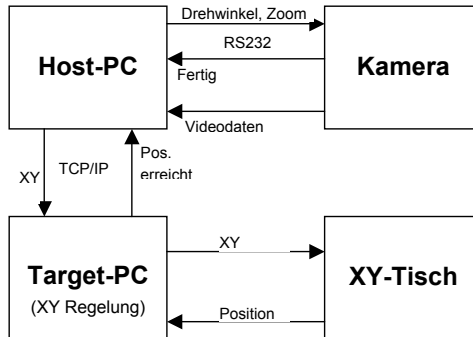 Drehwinkel, Zoom
RS232
Host-PC
Kamera
Fertig
Videodaten
Pos.
erreicht
TCP/IP
XY
XY
Target-PC
(XY Regelung)
XY-Tisch
Position